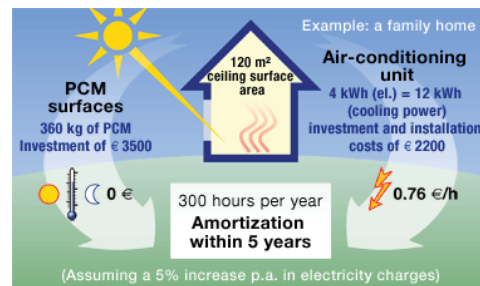 Example: a family home
120 m²
ceiling surface
area
PCM
surfaces
360 kg of PCM
Investment of € 3500
0 €
Air-conditioning
unit
4 kWh (el.) = 12 kWh
(cooling power)
investment and installation
costs of € 2200
0.76 €/h
300 hours per year
Amortization
within 5 years
(Assuming a 5% increase p.a. in electricity charges)